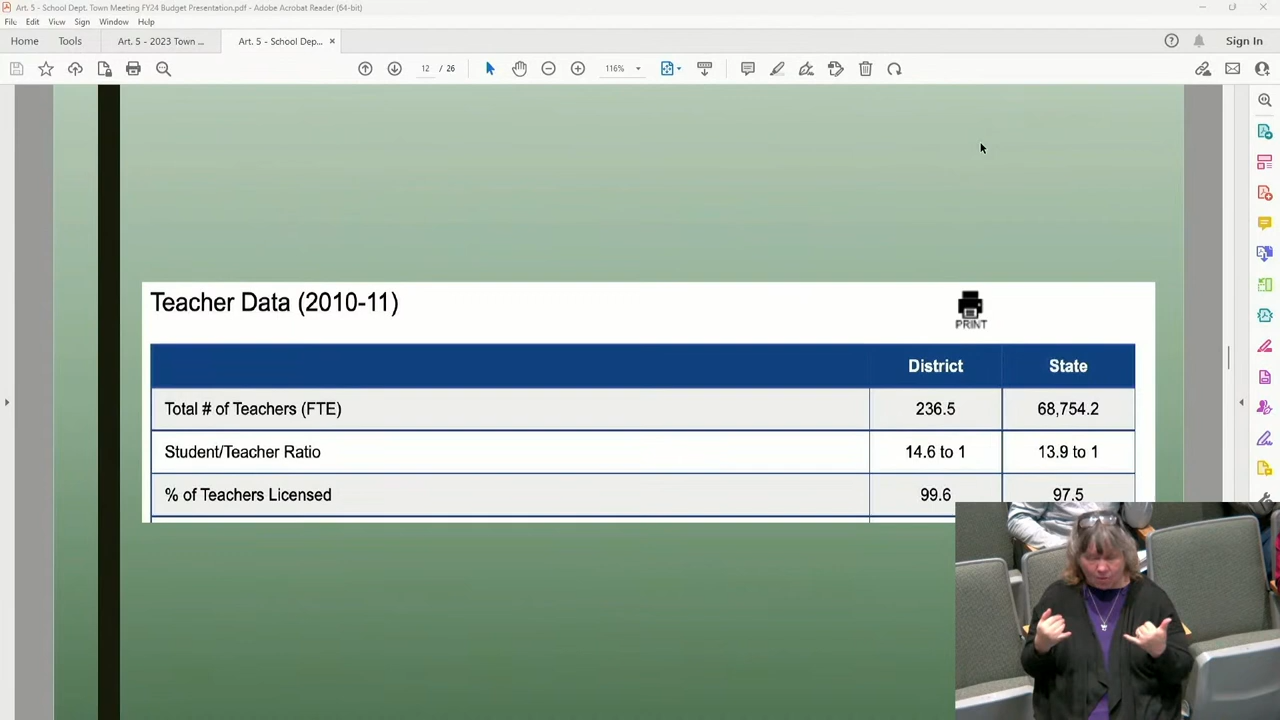 Art. 5 - School Dept. Town Meeting FY24 Budget Presentation.pdf - Adobe Acrobat Reader (64-bit)
File Edit View Sign Window Help
Home Tools Art. 5 - 2023 Town ... Art. 5 - School Dep... × Sign In
12 / 26 116%
Teacher Data (2010-11)
PRINT
District State
Total # of Teachers (FTE) 236.5 68,754.2
Student/Teacher Ratio 14.6 to 1 13.9 to 1
% of Teachers Licensed 99.6 97.5